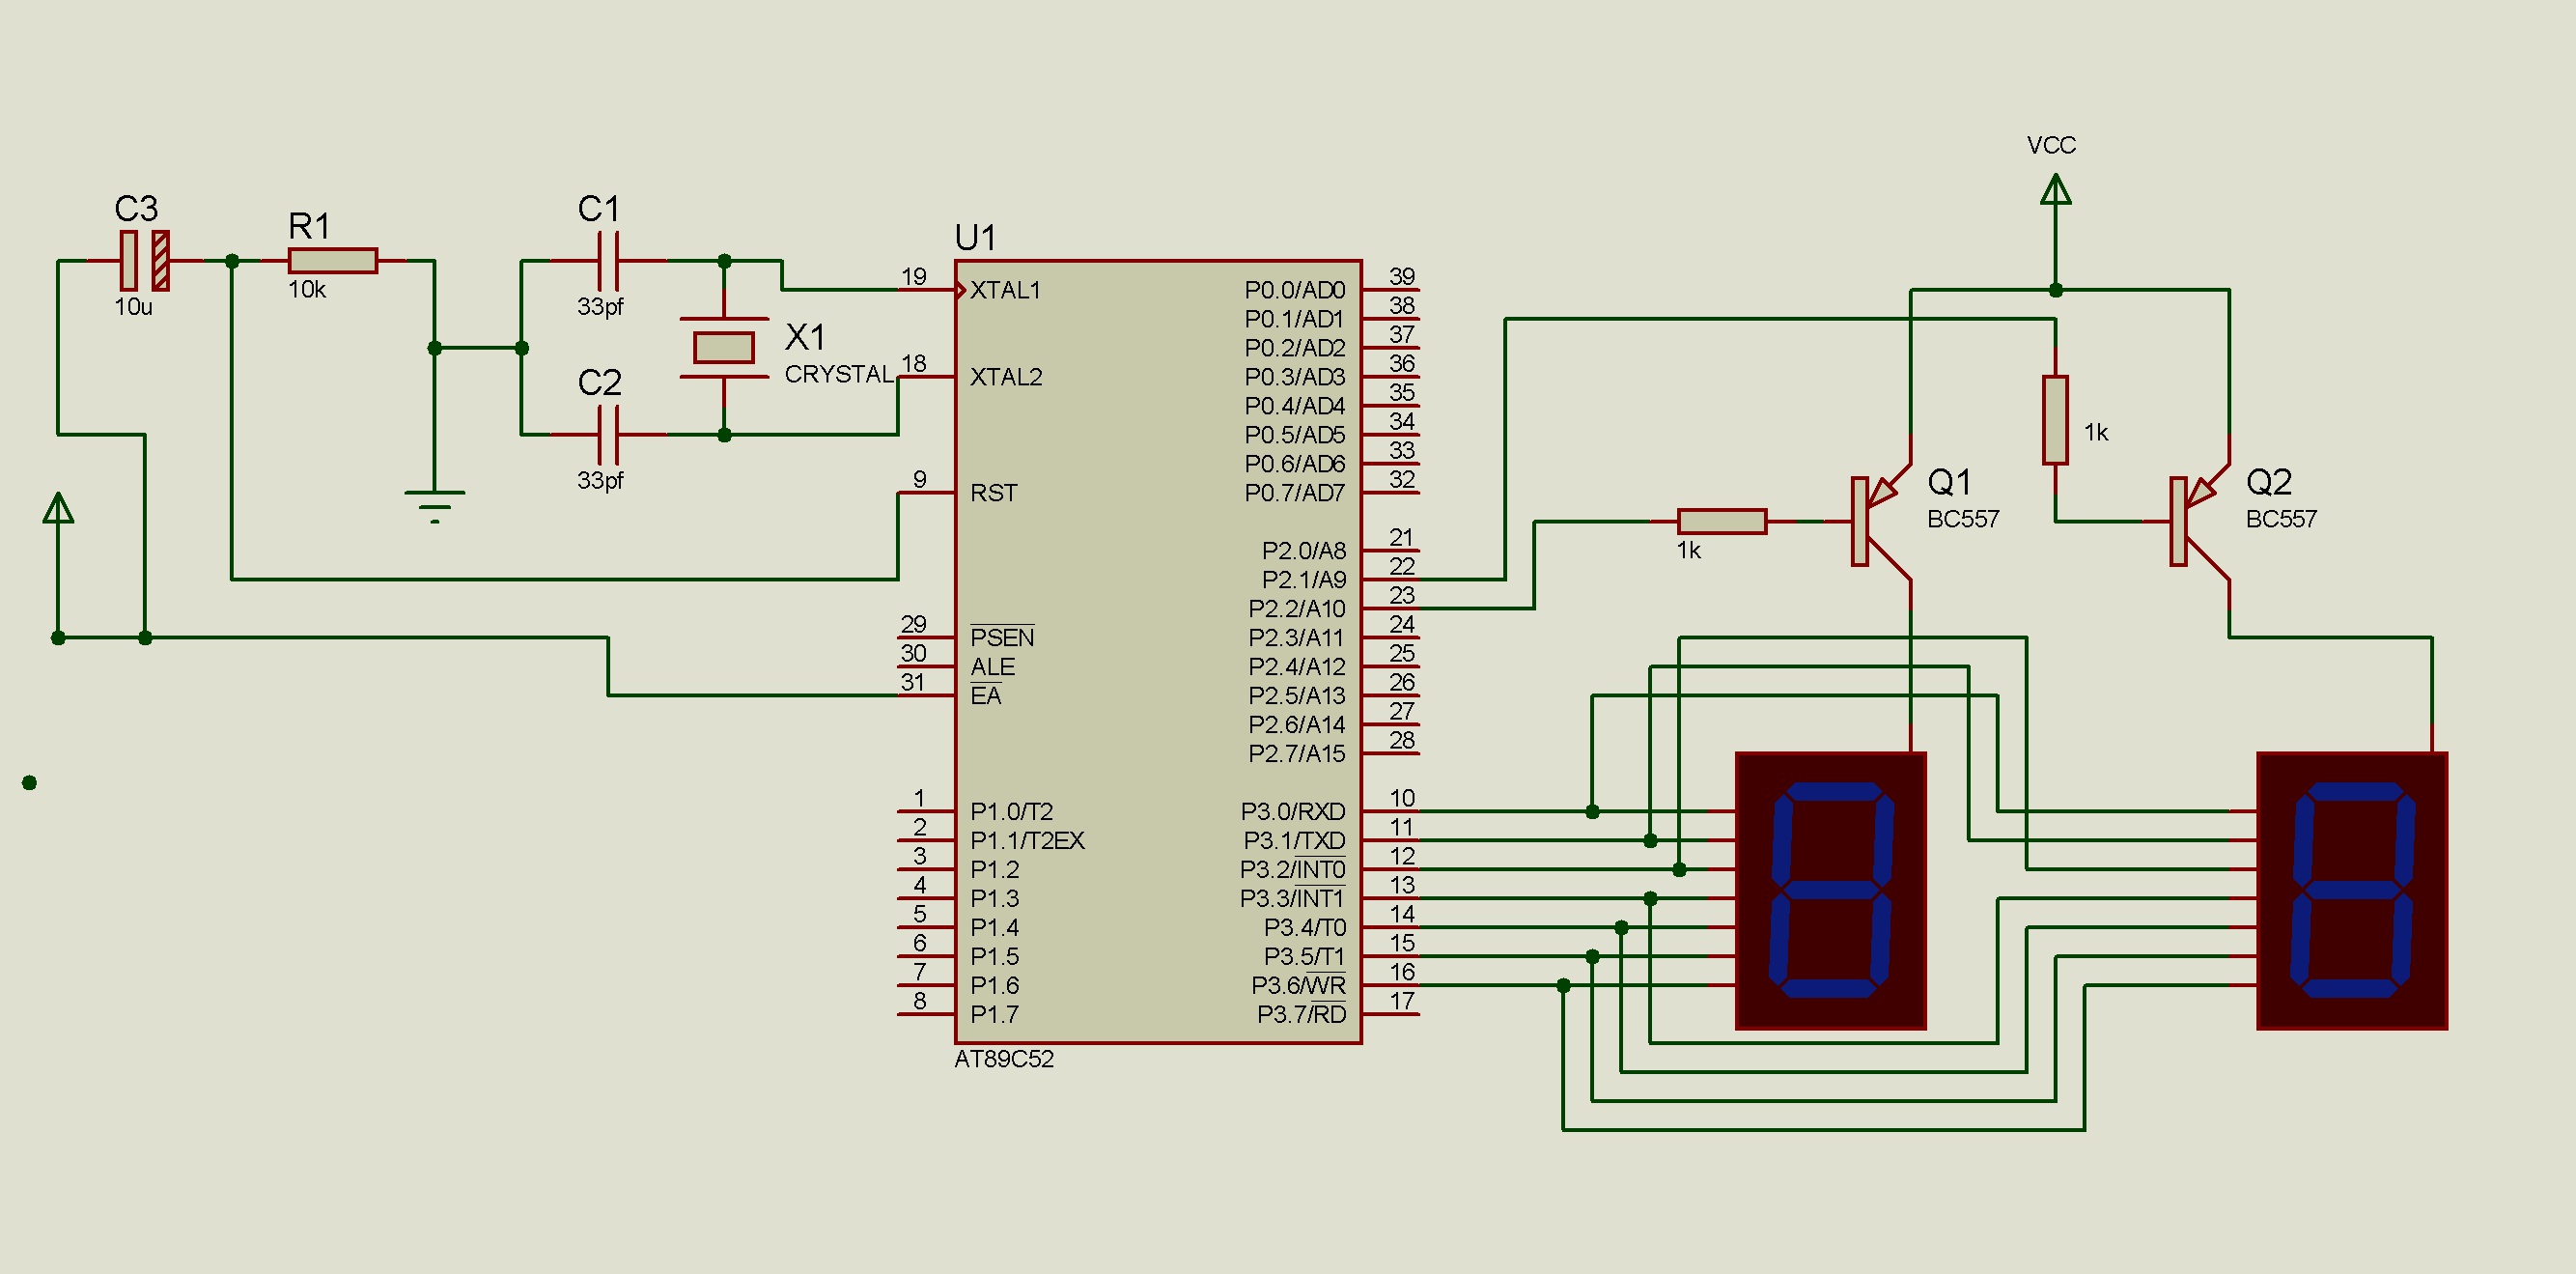 VCC
C3
10u
R1
10k
C1
33pf
C2
33pf
X1
CRYSTAL
U1
19 XTAL1
18 XTAL2
9 RST
29 PSEN
30 ALE
31 EA
1 P1.0/T2
2 P1.1/T2EX
3 P1.2
4 P1.3
5 P1.4
6 P1.5
7 P1.6
8 P1.7
P0.0/AD0 39
P0.1/AD1 38
P0.2/AD2 37
P0.3/AD3 36
P0.4/AD4 35
P0.5/AD5 34
P0.6/AD6 33
P0.7/AD7 32
P2.0/A8 21
P2.1/A9 22
P2.2/A10 23
P2.3/A11 24
P2.4/A12 25
P2.5/A13 26
P2.6/A14 27
P2.7/A15 28
P3.0/RXD 10
P3.1/TXD 11
P3.2/INT0 12
P3.3/INT1 13
P3.4/T0 14
P3.5/T1 15
P3.6/WR 16
P3.7/RD 17
AT89C52
1k
Q1
BC557
1k
Q2
BC557